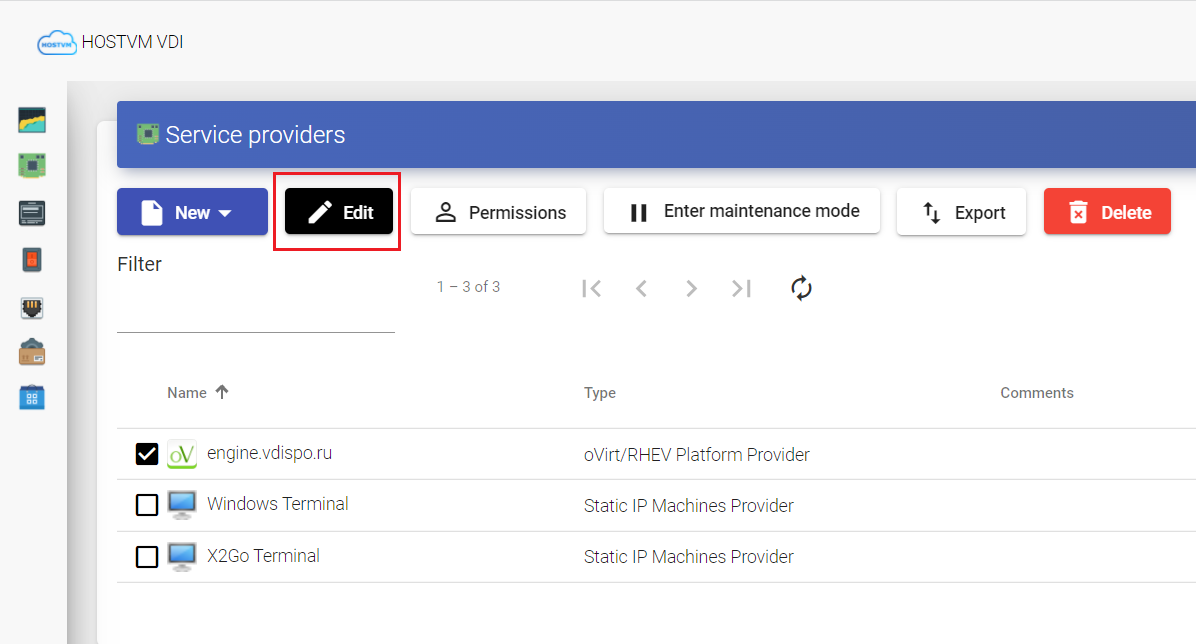 HOSTVM HOSTVM VDI
Service providers
New Edit Permissions Enter maintenance mode Export Delete
Filter
1 – 3 of 3
Name Type Comments
oV engine.vdispo.ru oVirt/RHEV Platform Provider
Windows Terminal Static IP Machines Provider
X2Go Terminal Static IP Machines Provider